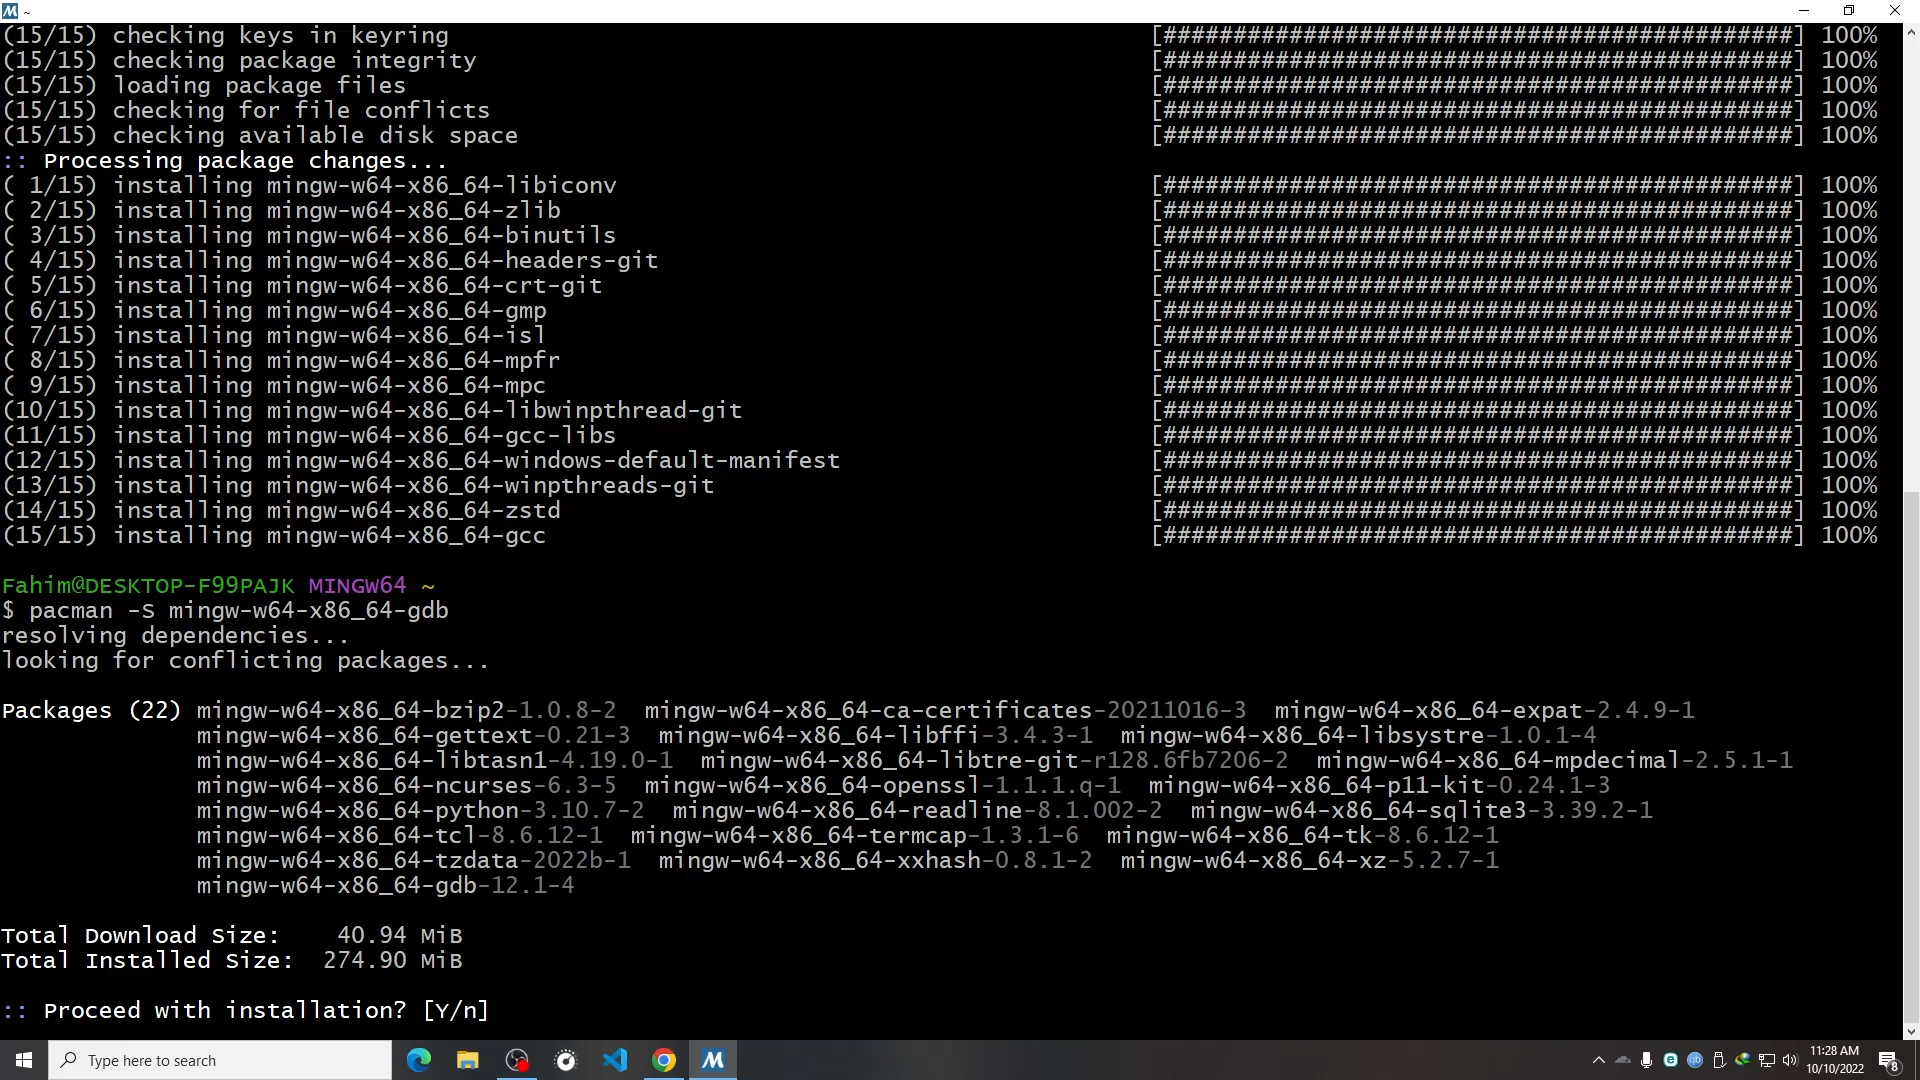 ~
(15/15) checking keys in keyring [#############################################] 100%
(15/15) checking package integrity [#############################################] 100%
(15/15) loading package files [#############################################] 100%
(15/15) checking for file conflicts [#############################################] 100%
(15/15) checking available disk space [#############################################] 100%
:: Processing package changes...
( 1/15) installing mingw-w64-x86_64-libiconv [#############################################] 100%
( 2/15) installing mingw-w64-x86_64-zlib [#############################################] 100%
( 3/15) installing mingw-w64-x86_64-binutils [#############################################] 100%
( 4/15) installing mingw-w64-x86_64-headers-git [#############################################] 100%
( 5/15) installing mingw-w64-x86_64-crt-git [#############################################] 100%
( 6/15) installing mingw-w64-x86_64-gmp [#############################################] 100%
( 7/15) installing mingw-w64-x86_64-isl [#############################################] 100%
( 8/15) installing mingw-w64-x86_64-mpfr [#############################################] 100%
( 9/15) installing mingw-w64-x86_64-mpc [#############################################] 100%
(10/15) installing mingw-w64-x86_64-libwinpthread-git [#############################################] 100%
(11/15) installing mingw-w64-x86_64-gcc-libs [#############################################] 100%
(12/15) installing mingw-w64-x86_64-windows-default-manifest [#############################################] 100%
(13/15) installing mingw-w64-x86_64-winpthreads-git [#############################################] 100%
(14/15) installing mingw-w64-x86_64-zstd [#############################################] 100%
(15/15) installing mingw-w64-x86_64-gcc [#############################################] 100%
Fahim@DESKTOP-F99PAJK MINGW64 ~
$ pacman -S mingw-w64-x86_64-gdb
resolving dependencies...
looking for conflicting packages...
Packages (22) mingw-w64-x86_64-bzip2-1.0.8-2 mingw-w64-x86_64-ca-certificates-20211016-3 mingw-w64-x86_64-expat-2.4.9-1
mingw-w64-x86_64-gettext-0.21-3 mingw-w64-x86_64-libffi-3.4.3-1 mingw-w64-x86_64-libsystre-1.0.1-4
mingw-w64-x86_64-libtasn1-4.19.0-1 mingw-w64-x86_64-libtre-git-r128.6fb7206-2 mingw-w64-x86_64-mpdecimal-2.5.1-1
mingw-w64-x86_64-ncurses-6.3-5 mingw-w64-x86_64-openssl-1.1.1.q-1 mingw-w64-x86_64-p11-kit-0.24.1-3
mingw-w64-x86_64-python-3.10.7-2 mingw-w64-x86_64-readline-8.1.002-2 mingw-w64-x86_64-sqlite3-3.39.2-1
mingw-w64-x86_64-tcl-8.6.12-1 mingw-w64-x86_64-termcap-1.3.1-6 mingw-w64-x86_64-tk-8.6.12-1
mingw-w64-x86_64-tzdata-2022b-1 mingw-w64-x86_64-xxhash-0.8.1-2 mingw-w64-x86_64-xz-5.2.7-1
mingw-w64-x86_64-gdb-12.1-4
Total Download Size: 40.94 MiB
Total Installed Size: 274.90 MiB
:: Proceed with installation? [Y/n]
Type here to search
11:28 AM
10/10/2022
8